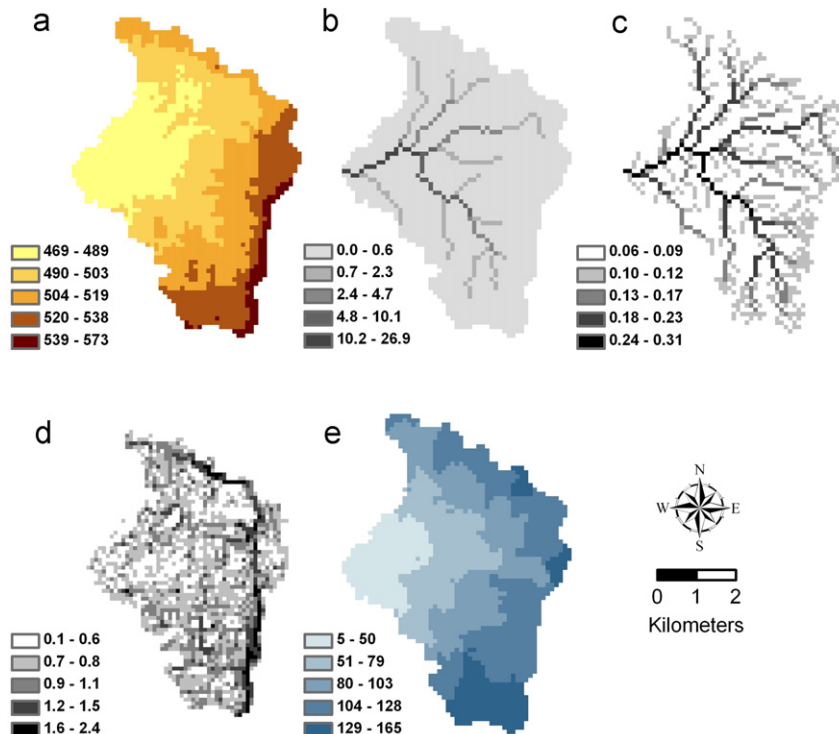 a
469 - 489
490 - 503
504 - 519
520 - 538
539 - 573
b
0.0 - 0.6
0.7 - 2.3
2.4 - 4.7
4.8 - 10.1
10.2 - 26.9
c
0.06 - 0.09
0.10 - 0.12
0.13 - 0.17
0.18 - 0.23
0.24 - 0.31
d
0.1 - 0.6
0.7 - 0.8
0.9 - 1.1
1.2 - 1.5
1.6 - 2.4
e
5 - 50
51 - 79
80 - 103
104 - 128
129 - 165
N
W E
S
0 1 2
Kilometers